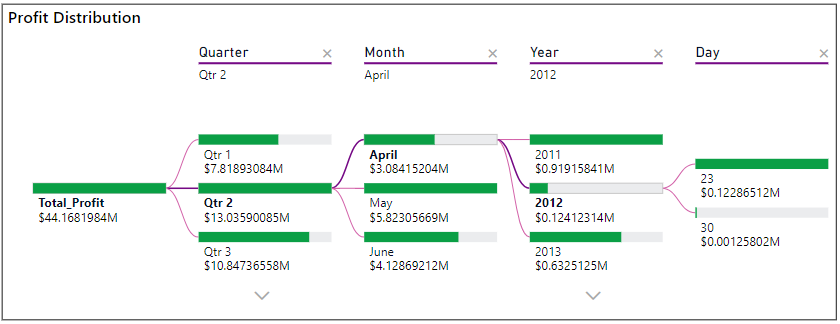 Profit Distribution
Quarter ×
Qtr 2
Month ×
April
Year ×
2012
Day ×
Total_Profit
$44.1681984M
Qtr 1
$7.81893084M
Qtr 2
$13.03590085M
Qtr 3
$10.84736558M
April
$3.08415204M
May
$5.82305669M
June
$4.12869212M
2011
$0.91915841M
2012
$0.12412314M
2013
$0.6325125M
23
$0.12286512M
30
$0.00125802M